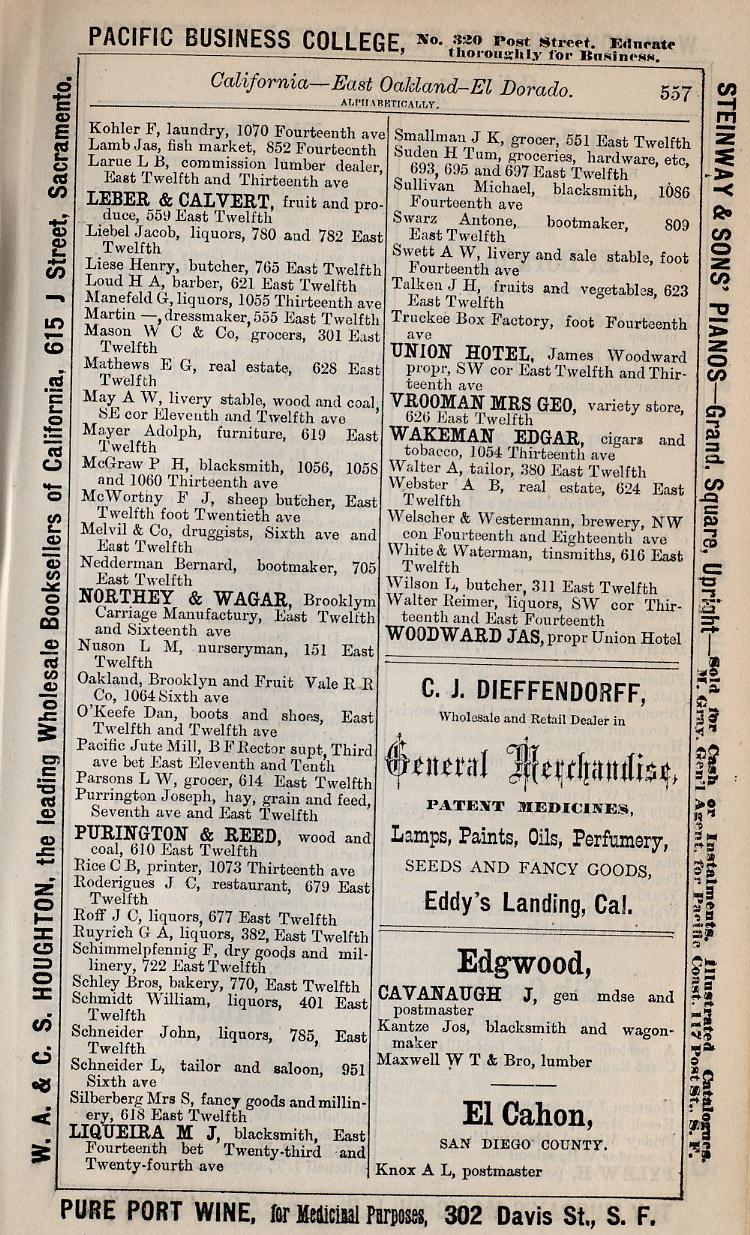 PACIFIC BUSINESS COLLEGE, No. 320 Post Street. Educate
thoroughly for Business.
California—East Oakland—El Dorado. 557
ALPHABETICALLY.
Kohler F, laundry, 1070 Fourteenth ave
Lamb Jas, fish market, 852 Fourteenth
Larue L B, commission lumber dealer,
East Twelfth and Thirteenth ave
LEBER & CALVERT, fruit and pro-
duce, 559 East Twelfth
Liebel Jacob, liquors, 780 and 782 East
Twelfth
Liese Henry, butcher, 765 East Twelfth
Loud H A, barber, 621 East Twelfth
Manefeld G, liquors, 1055 Thirteenth ave
Martin —, dressmaker, 555 East Twelfth
Mason W C & Co, grocers, 301 East
Twelfth
Mathews E G, real estate, 628 East
Twelfth
May A W, livery stable, wood and coal,
SE cor Eleventh and Twelfth ave
Mayer Adolph, furniture, 619 East
Twelfth
McGraw P H, blacksmith, 1056, 1058
and 1060 Thirteenth ave
McWorthy F J, sheep butcher, East
Twelfth foot Twentieth ave
Melvil & Co, druggists, Sixth ave and
East Twelfth
Nedderman Bernard, bootmaker, 705
East Twelfth
NORTHEY & WAGAR, Brooklyn
Carriage Manufactury, East Twelfth
and Sixteenth ave
Nuson L M, nurseryman, 151 East
Twelfth
Oakland, Brooklyn and Fruit Vale R R
Co, 1064 Sixth ave
O'Keefe Dan, boots and shoes, East
Twelfth and Twelfth ave
Pacific Jute Mill, B F Rector supt, Third
ave bet East Eleventh and Tenth
Parsons L W, grocer, 614 East Twelfth
Purrington Joseph, hay, grain and feed,
Seventh ave and East Twelfth
PURINGTON & REED, wood and
coal, 610 East Twelfth
Rice C B, printer, 1073 Thirteenth ave
Roderigues J C, restaurant, 679 East
Twelfth
Roff J C, liquors, 677 East Twelfth
Ruyrich G A, liquors, 382, East Twelfth
Schimmelpfennig F, dry goods and mil-
linery, 722 East Twelfth
Schley Bros, bakery, 770, East Twelfth
Schmidt William, liquors, 401 East
Twelfth
Schneider John, liquors, 785, East
Twelfth
Schneider L, tailor and saloon, 951
Sixth ave
Silberberg Mrs S, fancy goods and millin-
ery, 618 East Twelfth
LIQUEIRA M J, blacksmith, East
Fourteenth bet Twenty-third and
Twenty-fourth ave
Smallman J K, grocer, 551 East Twelfth
Suden H Tum, groceries, hardware, etc,
693, 695 and 697 East Twelfth
Sullivan Michael, blacksmith, 1086
Fourteenth ave
Swarz Antone, bootmaker, 809
East Twelfth
Swett A W, livery and sale stable, foot
Fourteenth ave
Talken J H, fruits and vegetables, 623
East Twelfth
Truckee Box Factory, foot Fourteenth
ave
UNION HOTEL, James Woodward
propr, SW cor East Twelfth and Thir-
teenth ave
VROOMAN MRS GEO, variety store,
626 East Twelfth
WAKEMAN EDGAR, cigars and
tobacco, 1054 Thirteenth ave
Walter A, tailor, 380 East Twelfth
Webster A B, real estate, 624 East
Twelfth
Welscher & Westermann, brewery, NW
con Fourteenth and Eighteenth ave
White & Waterman, tinsmiths, 616 East
Twelfth
Wilson L, butcher, 311 East Twelfth
Walter Reimer, liquors, SW cor Thir-
teenth and East Fourteenth
WOODWARD JAS, propr Union Hotel
C. J. DIEFFENDORFF,
Wholesale and Retail Dealer in
General Merchandise,
PATENT MEDICINES,
Lamps, Paints, Oils, Perfumery,
SEEDS AND FANCY GOODS,
Eddy's Landing, Cal.
Edgwood,
CAVANAUGH J, gen mdse and
postmaster
Kantze Jos, blacksmith and wagon-
maker
Maxwell W T & Bro, lumber
El Cahon,
SAN DIEGO COUNTY.
Knox A L, postmaster
W. A. & C. S. HOUGHTON, the leading Wholesale Booksellers of California, 615 J Street, Sacramento.
STEINWAY & SONS' PIANOS—Grand, Square, Upright—Sold for Cash or Instalments. Illustrated Catalogues.
M. Gray, Gen'l Agent, for Pacific Coast, 117 Post St., S. F.
PURE PORT WINE, for Medicinal Purposes, 302 Davis St., S. F.